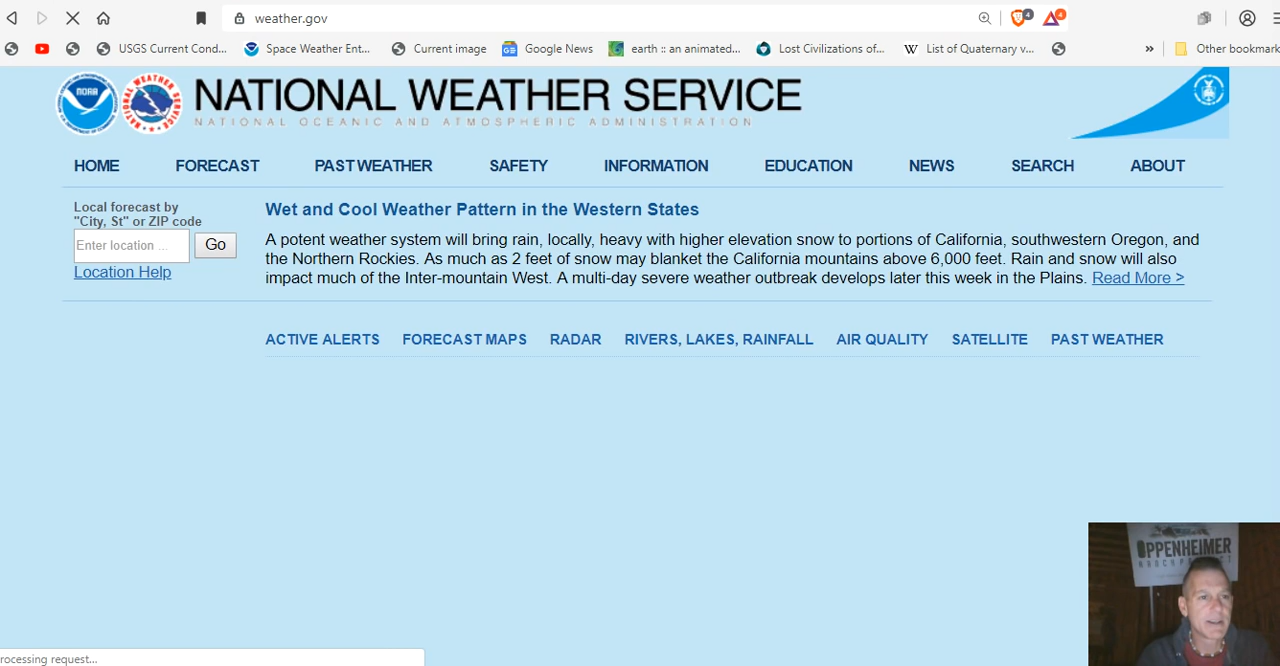 weather.gov
4
4
USGS Current Cond...
Space Weather Ent...
Current image
Google News
earth :: an animated...
Lost Civilizations of...
W
List of Quaternary v...
»
Other bookmark
NOAA
NATIONAL WEATHER SERVICE
NATIONAL OCEANIC AND ATMOSPHERIC ADMINISTRATION
HOME
FORECAST
PAST WEATHER
SAFETY
INFORMATION
EDUCATION
NEWS
SEARCH
ABOUT
Local forecast by
"City, St" or ZIP code
Enter location ...
Go
Location Help
Wet and Cool Weather Pattern in the Western States
A potent weather system will bring rain, locally, heavy with higher elevation snow to portions of California, southwestern Oregon, and
the Northern Rockies. As much as 2 feet of snow may blanket the California mountains above 6,000 feet. Rain and snow will also
impact much of the Inter-mountain West. A multi-day severe weather outbreak develops later this week in the Plains. Read More >
ACTIVE ALERTS
FORECAST MAPS
RADAR
RIVERS, LAKES, RAINFALL
AIR QUALITY
SATELLITE
PAST WEATHER
OPPENHEIMER
rocessing request...